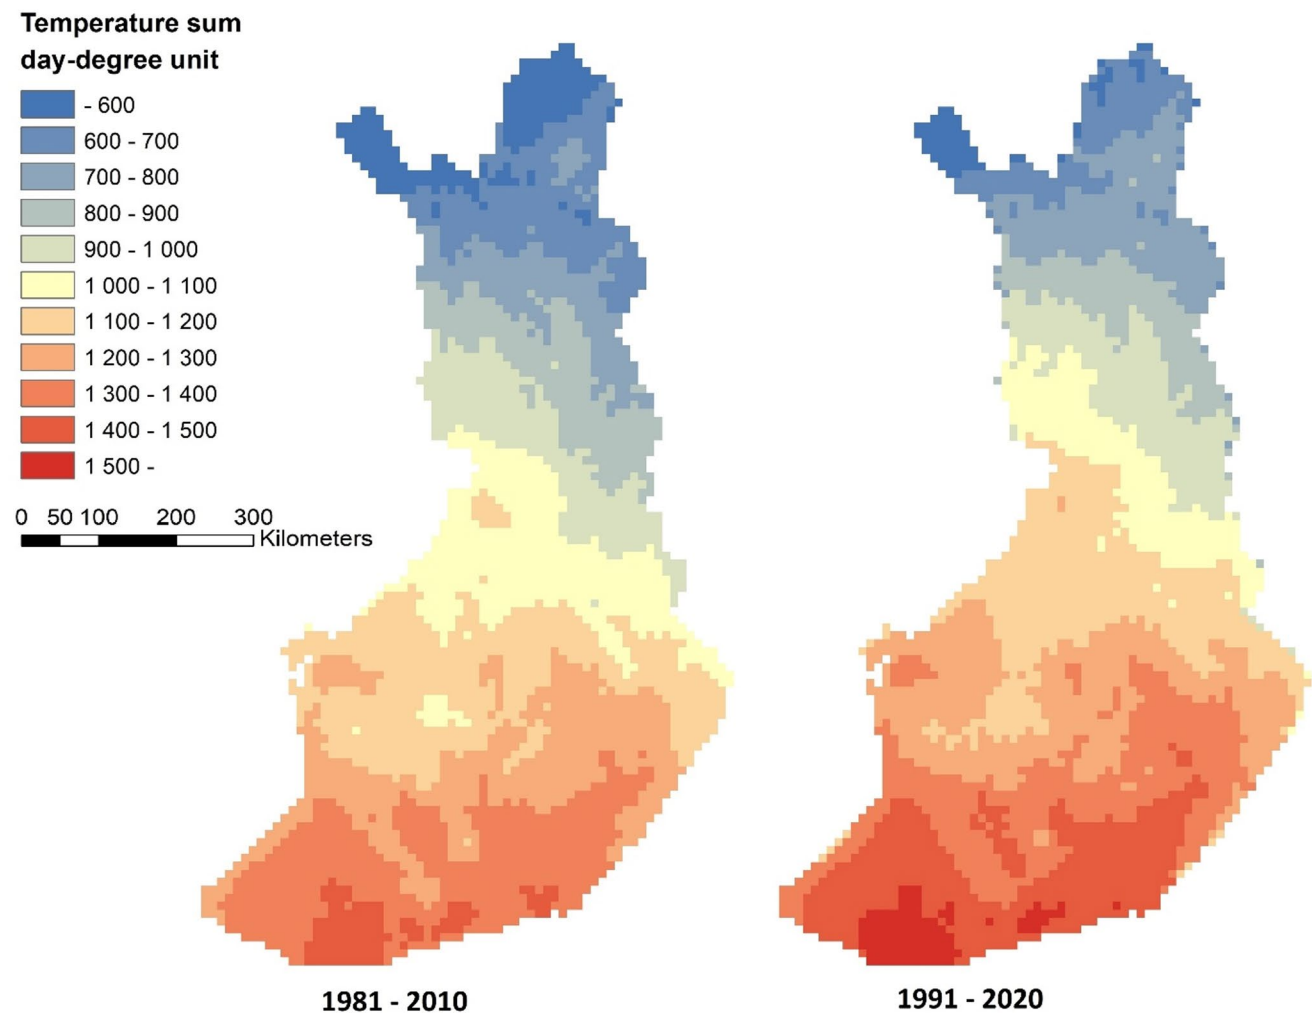 Temperature sum
day-degree unit
- 600
600 - 700
700 - 800
800 - 900
900 - 1 000
1 000 - 1 100
1 100 - 1 200
1 200 - 1 300
1 300 - 1 400
1 400 - 1 500
1 500 -
0 50 100 200 300
Kilometers
1981 - 2010
1991 - 2020